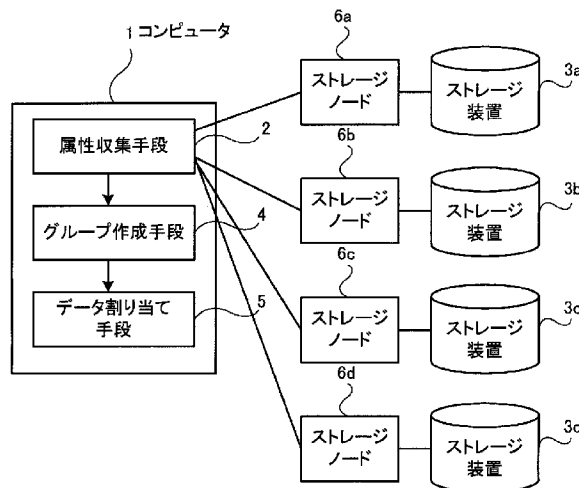 1 コンピュータ
属性収集手段
2
グループ作成手段
4
データ割り当て
手段
5
6a
ストレージ
ノード
ストレージ
装置
3a
6b
ストレージ
ノード
ストレージ
装置
3b
6c
ストレージ
ノード
ストレージ
装置
3c
6d
ストレージ
ノード
ストレージ
装置